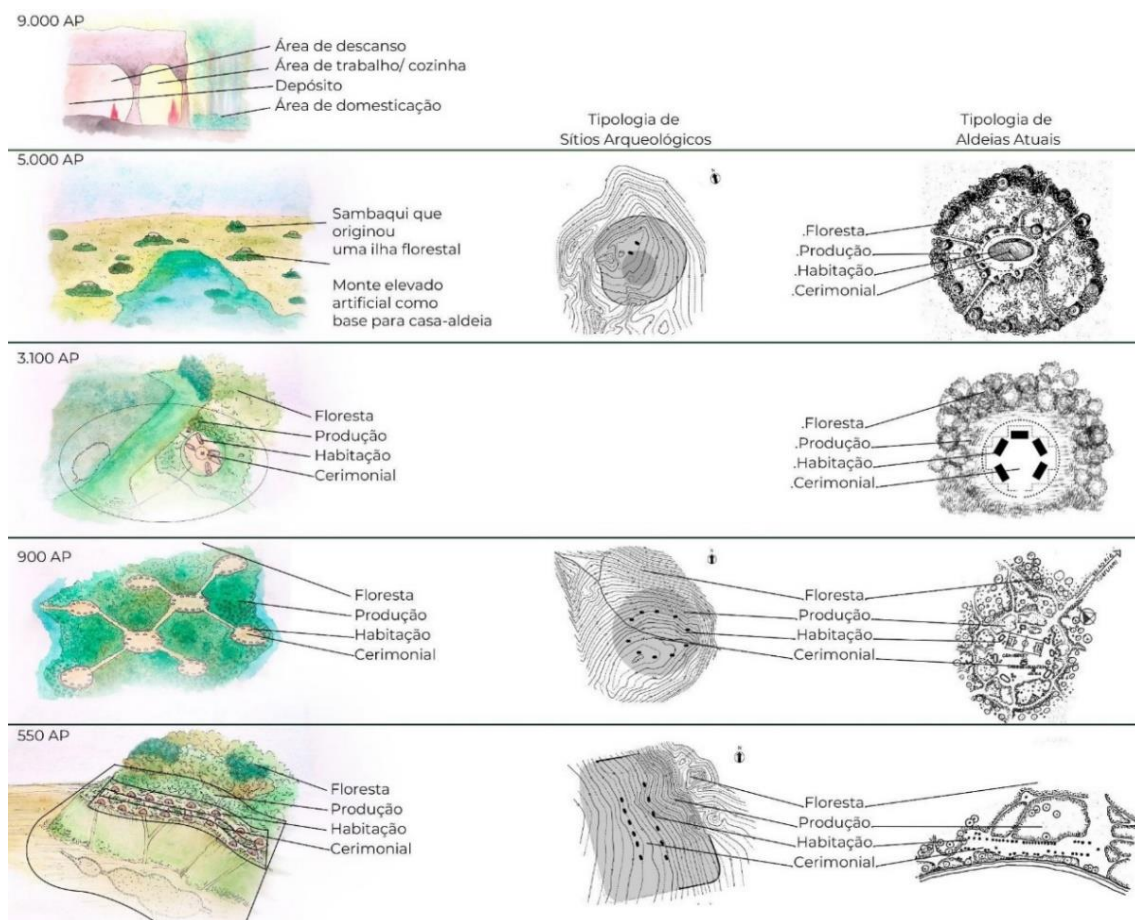 9.000 AP
Área de descanso
Área de trabalho/ cozinha
Depósito
Área de domesticação
Tipologia de
Sítios Arqueológicos
Tipologia de
Aldeias Atuais
5.000 AP
Sambaqui que
originou
uma ilha florestal
Monte elevado
artificial como
base para casa-aldeia
.Floresta
.Produção
.Habitação
.Cerimonial
3.100 AP
Floresta
Produção
Habitação
Cerimonial
.Floresta
.Produção
.Habitação
.Cerimonial
900 AP
Floresta
Produção
Habitação
Cerimonial
Floresta
Produção
Habitação
Cerimonial
550 AP
Floresta
Produção
Habitação
Cerimonial
Floresta
Produção
Habitação
Cerimonial